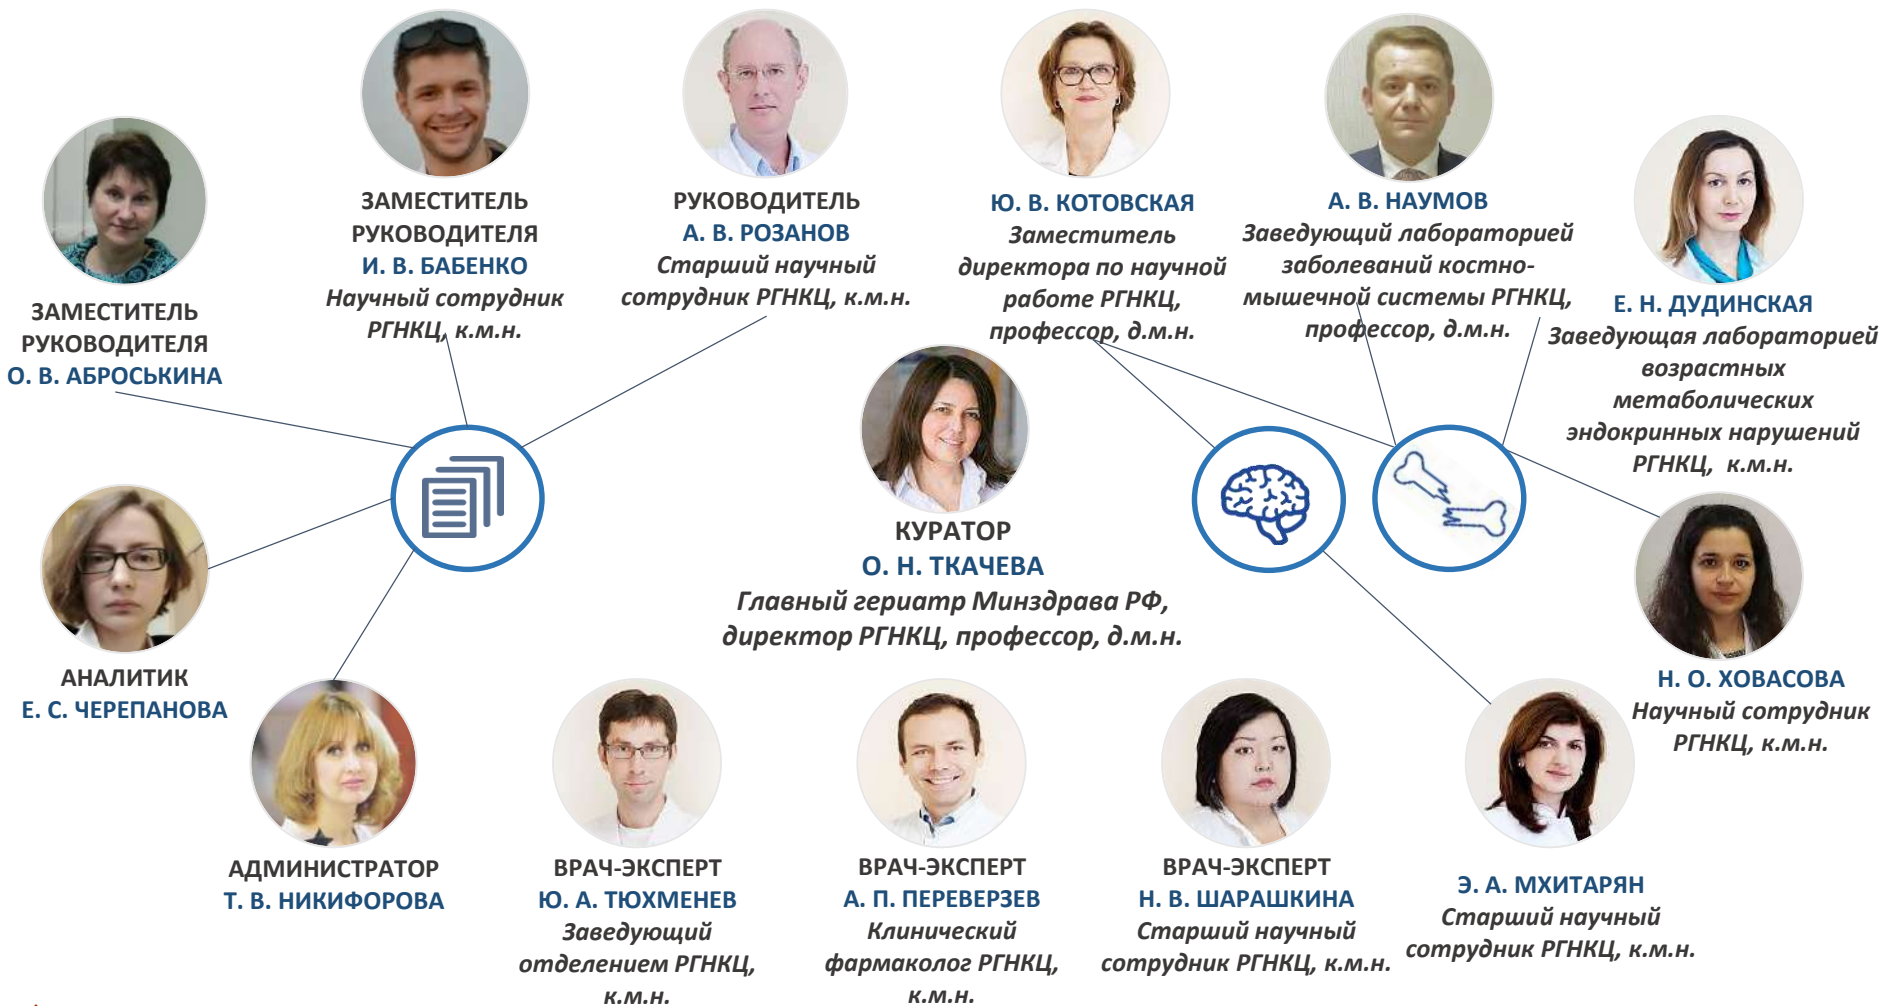 ЗАМЕСТИТЕЛЬ
РУКОВОДИТЕЛЯ
О. В. АБРОСЬКИНА
ЗАМЕСТИТЕЛЬ
РУКОВОДИТЕЛЯ
И. В. БАБЕНКО
Научный сотрудник
РГНКЦ, к.м.н.
РУКОВОДИТЕЛЬ
А. В. РОЗАНОВ
Старший научный
сотрудник РГНКЦ, к.м.н.
Ю. В. КОТОВСКАЯ
Заместитель
директора по научной
работе РГНКЦ,
профессор, д.м.н.
А. В. НАУМОВ
Заведующий лабораторией
заболеваний костно-
мышечной системы РГНКЦ,
профессор, д.м.н.
Е. Н. ДУДИНСКАЯ
Заведующая лабораторией
возрастных
метаболических
эндокринных нарушений
РГНКЦ, к.м.н.
КУРАТОР
О. Н. ТКАЧЕВА
Главный гериатр Минздрава РФ,
директор РГНКЦ, профессор, д.м.н.
АНАЛИТИК
Е. С. ЧЕРЕПАНОВА
Н. О. ХОВАСОВА
Научный сотрудник
РГНКЦ, к.м.н.
АДМИНИСТРАТОР
Т. В. НИКИФОРОВА
ВРАЧ-ЭКСПЕРТ
Ю. А. ТЮХМЕНЕВ
Заведующий
отделением РГНКЦ,
к.м.н.
ВРАЧ-ЭКСПЕРТ
А. П. ПЕРЕВЕРЗЕВ
Клинический
фармаколог РГНКЦ,
к.м.н.
ВРАЧ-ЭКСПЕРТ
Н. В. ШАРАШКИНА
Старший научный
сотрудник РГНКЦ, к.м.н.
Э. А. МХИТАРЯН
Старший научный
сотрудник РГНКЦ, к.м.н.